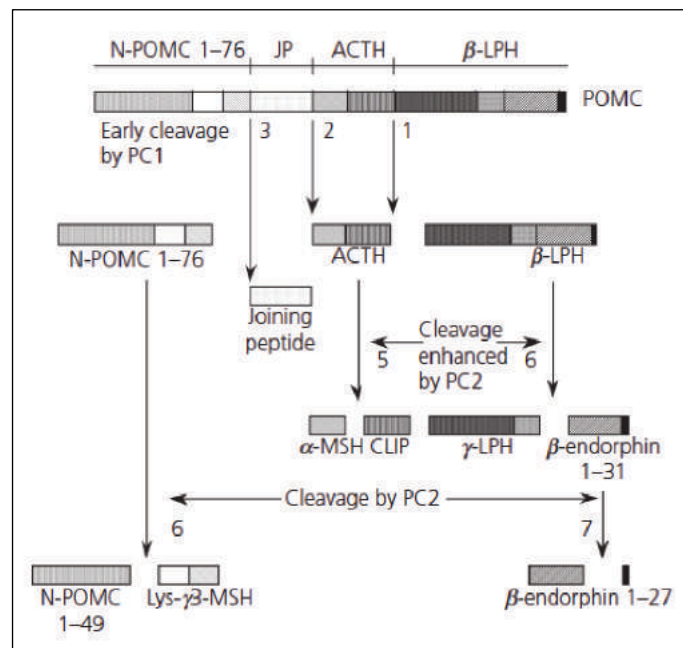 N-POMC 1–76 JP ACTH β-LPH
POMC
Early cleavage 3 2 1
by PC1
N-POMC 1–76 ACTH β-LPH
Joining
peptide
Cleavage
5 enhanced 6
by PC2
α-MSH CLIP γ-LPH β-endorphin
1–31
Cleavage by PC2
6 7
N-POMC Lys-γ3-MSH β-endorphin 1–27
1–49